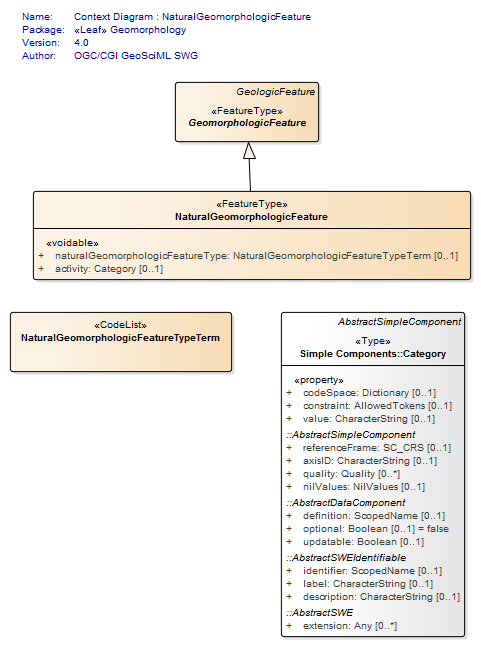 Name: Context Diagram : NaturalGeomorphologicFeature
Package: «Leaf» Geomorphology
Version: 4.0
Author: OGC/CGI GeoSciML SWG
GeologicFeature
«FeatureType»
GeomorphologicFeature
«FeatureType»
NaturalGeomorphologicFeature
«voidable»
+ naturalGeomorphologicFeatureType: NaturalGeomorphologicFeatureTypeTerm [0..1]
+ activity: Category [0..1]
«CodeList»
NaturalGeomorphologicFeatureTypeTerm
AbstractSimpleComponent
«Type»
Simple Components::Category
«property»
+ codeSpace: Dictionary [0..1]
+ constraint: AllowedTokens [0..1]
+ value: CharacterString [0..1]
::AbstractSimpleComponent
+ referenceFrame: SC_CRS [0..1]
+ axisID: CharacterString [0..1]
+ quality: Quality [0..*]
+ nilValues: NilValues [0..1]
::AbstractDataComponent
+ definition: ScopedName [0..1]
+ optional: Boolean [0..1] = false
+ updatable: Boolean [0..1]
::AbstractSWEIdentifiable
+ identifier: ScopedName [0..1]
+ label: CharacterString [0..1]
+ description: CharacterString [0..1]
::AbstractSWE
+ extension: Any [0..*]